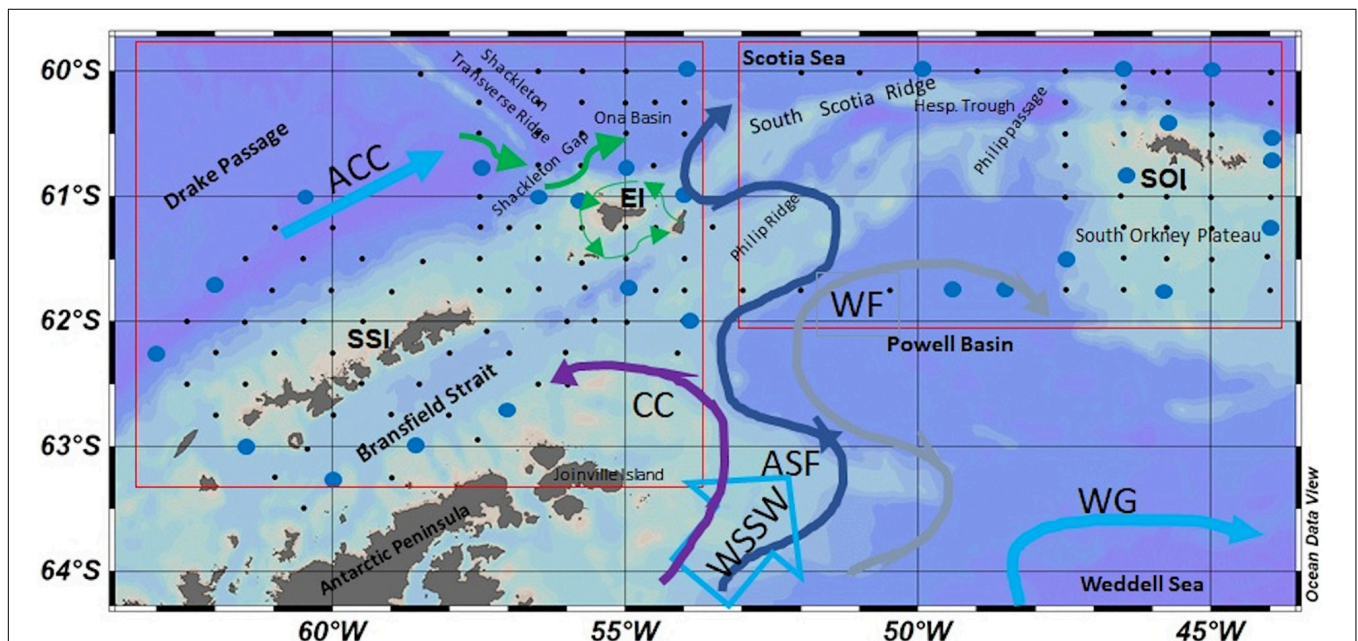 60°S
61°S
62°S
63°S
64°S
60°W
55°W
50°W
45°W
Drake Passage
ACC
Shackleton
Transverse Ridge
Shackleton Gap
Ona Basin
EI
SSI
Bransfield Strait
CC
Joinville Island
Antarctic Peninsula
Scotia Sea
South Scotia Ridge
Hesp. Trough
Philip passage
Philip Ridge
SOI
South Orkney Plateau
WF
Powell Basin
ASF
WSSW
WG
Weddell Sea
Ocean Data View